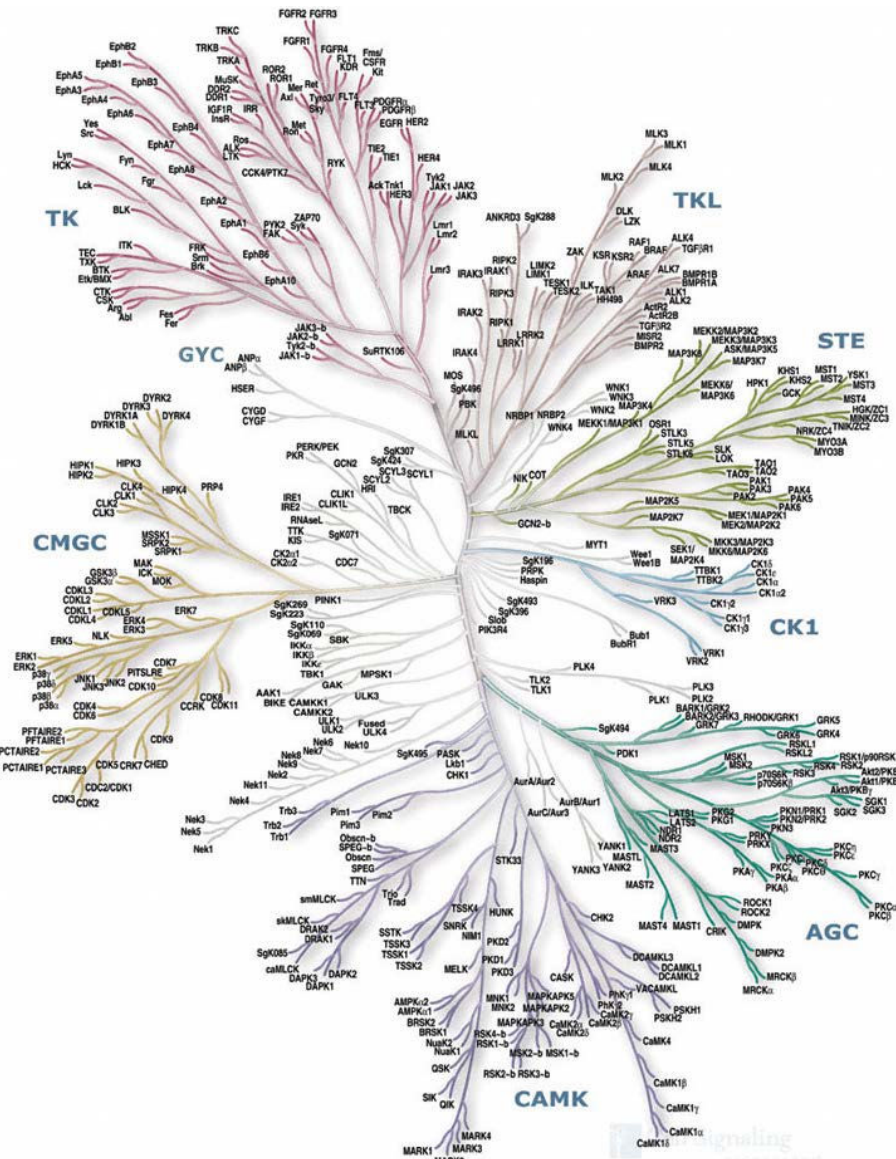 FGFR2 FGFR3
TRKC
FGFR1
FGFR4
Fms/
CSFR
EphB2
TRKB
FLT1
KDR
Kit
EphB1
TRKA
ROR2
ROR1
EphA5
MuSK
Mer
Ret
EphA3
EphB3
DDR2
DDR1
Axl
Tyro3/
Sky
FLT4
PDGFRα
EphA4
IGF1R
IRR
FLT3
PDGFRβ
EphA6
InsR
Met
EGFR
HER2
Yes
EphB4
Ron
MLK3
Src
Ros
TIE2
MLK1
EphA7
ALK
TIE1
Lyn
Fyn
LTK
RYK
HER4
MLK4
HCK
EphA8
CCK4/PTK7
Tyk2
MLK2
Fgr
Ack
Tnk1
JAK1
JAK2
Lck
HER3
JAK3
TKL
EphA2
BLK
ZAP70
ANKRD3
SgK288
DLK
TK
EphA1
PYK2
Syk
Lmr1
LZK
FAK
Lmr2
ITK
FRK
RAF1
ALK4
TEC
Srm
EphB6
ZAK
KSR1
KSR2
BRAF
TGFβR1
TXK
Brk
RIPK2
LIMK2
BTK
Lmr3
IRAK3
IRAK1
LIMK1
ARAF
ALK7
Etk/BMX
EphA10
TESK1
ILK
BMPR1B
CTK
RIPK3
TESK2
TAK1
BMPR1A
CSK
HH498
ALK1
Arg
ALK2
Abl
Fes
IRAK2
ActR2
Fer
RIPK1
ActR2B
JAK3~b
LRRK2
TGFβR2
MEKK2/MAP3K2
JAK2~b
SuRTK106
LRRK1
MISR2
MEKK3/MAP3K3
STE
Tyk2~b
IRAK4
BMPR2
ASK/MAP3K5
GYC
JAK1~b
MAP3K8
MAP3K7
ANPα
MOS
KHS1
MST1
ANPβ
SgK496
WNK1
MEKK6/
MAP3K6
HPK1
KHS2
MST2
YSK1
HSER
PBK
WNK3
GCK
MST3
NRBP1
NRBP2
WNK2
MAP3K4
MST4
DYRK2
CYGD
WNK4
MEKK1/MAP3K1
OSR1
HGK/ZC1
DYRK3
CYGF
STLK3
MINK/ZC3
DYRK1A
DYRK4
MLKL
STLK5
NRK/ZC4
TNIK/ZC2
DYRK1B
PERK/PEK
SgK307
STLK6
SLK
MYO3A
PKR
SgK424
LOK
MYO3B
HIPK1
HIPK3
GCN2
SCYL3
SCYL1
TAO1
HIPK2
SCYL2
NIK
COT
TAO3
TAO2
CLK4
HIPK4
PRP4
HRI
PAK1
CLK1
CLIK1
PAK3
PAK4
CLK2
IRE1
CLIK1L
TBCK
MAP2K5
PAK2
PAK5
CLK3
IRE2
PAK6
RNAseL
GCN2~b
MAP2K7
MEK1/MAP2K1
CMGC
MSSK1
TTK
SgK071
MEK2/MAP2K2
SRPK2
KIS
MYT1
MKK3/MAP2K3
SRPK1
CK2α1
Wee1
SEK1/
MAP2K4
MKK6/MAP2K6
MAK
CK2α2
CDC7
SgK196
Wee1B
CK1δ
GSK3β
ICK
PRPK
TTBK1
CK1ε
GSK3α
MOK
Haspin
TTBK2
CK1α
CDKL3
CK1α2
CDKL2
PINK1
SgK493
VRK3
CDKL1
CDKL5
ERK7
SgK269
SgK396
CK1γ2
CDKL4
ERK4
SgK223
Slob
CK1γ1
CK1
ERK3
SgK110
PIK3R4
Bub1
CK1γ3
ERK5
NLK
SgK069
SBK
BubR1
ERK1
IKKα
VRK1
ERK2
CDK7
IKKβ
VRK2
p38γ
PITSLRE
IKKε
MPSK1
TLK2
PLK4
p38δ
JNK1
JNK2
CDK10
TBK1
TLK1
PLK3
p38β
JNK3
CDK8
GAK
PLK1
PLK2
p38α
CCRK
CDK11
AAK1
ULK3
BARK1/GRK2
CDK4
BIKE
CAMKK1
BARK2/GRK3
RHODK/GRK1
CDK6
CAMKK2
SgK494
GRK7
GRK5
PFTAIRE2
CDK9
ULK1
Fused
GRK6
GRK4
PFTAIRE1
ULK2
ULK4
RSKL1
PCTAIRE2
Nek6
Nek10
PDK1
RSKL2
CDK5
CRK7
CHED
Nek8
Nek7
SgK495
PASK
MSK1
RSK1/p90RSK
PCTAIRE1
PCTAIRE3
Nek9
Lkb1
MSK2
RSK4
RSK2
Nek2
CHK1
p70S6K
RSK3
Akt2/PKB
CDC2/CDK1
Nek11
AurA/Aur2
p70S6Kβ
Akt1/PKB
CDK3
CDK2
Akt3/PKBγ
SGK1
Nek4
Trb3
Pim1
AurB/Aur1
LATS1
PKG2
PKN1/PRK1
SGK2
SGK3
Nek3
Pim2
AurC/Aur3
LATS2
PKG1
PKN2/PRK2
Trb2
Pim3
NDR1
PKN3
Nek5
Trb1
Obscn~b
YANK1
NDR2
PRKY
Nek1
SPEG~b
MASTL
MAST3
PRKX
PKCη
Obscn
STK33
YANK2
PKCε
SPEG
YANK3
PKAγ
PKAα
PKCθ
PKCγ
TTN
MAST2
PKAβ
Trio
smMLCK
Trad
ROCK1
PKCα
TSSK4
HUNK
CHK2
ROCK2
PKCβ
skMLCK
SNRK
MAST4
MAST1
DMPK
DRAK2
SSTK
NIM1
CRIK
AGC
DRAK1
TSSK3
PKD2
SgK085
TSSK1
DCAMKL3
DMPK2
caMLCK
DAPK2
TSSK2
MELK
PKD1
CASK
DCAMKL1
DAPK3
PKD3
DCAMKL2
MRCKβ
DAPK1
MAPKAPK5
VACAMKL
MRCKα
AMPKα2
MNK1
MAPKAPK2
PhKγ1
PSKH1
AMPKα1
MNK2
PhKγ2
PSKH2
BRSK2
MAPKAPK3
CaMK2α
CaMK2γ
BRSK1
RSK4~b
CaMK2δ
CaMK2β
CaMK4
NuaK2
RSK1~b
NuaK1
MSK2~b
MSK1~b
QSK
RSK2~b
RSK3~b
CaMK1β
SIK
QIK
CAMK
CaMK1γ
MARK4
CaMK1α
MARK1
MARK3
CaMK1δ
Signaling